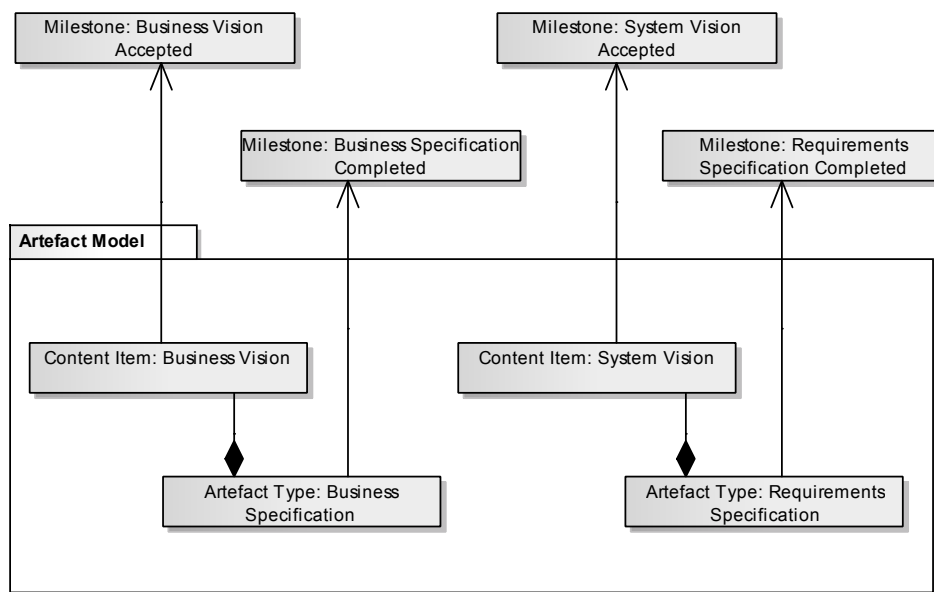 Milestone: Business Vision
Accepted
Milestone: System Vision
Accepted
Milestone: Business Specification
Completed
Milestone: Requirements
Specification Completed
Artefact Model
Content Item: Business Vision
Content Item: System Vision
Artefact Type: Business
Specification
Artefact Type: Requirements
Specification